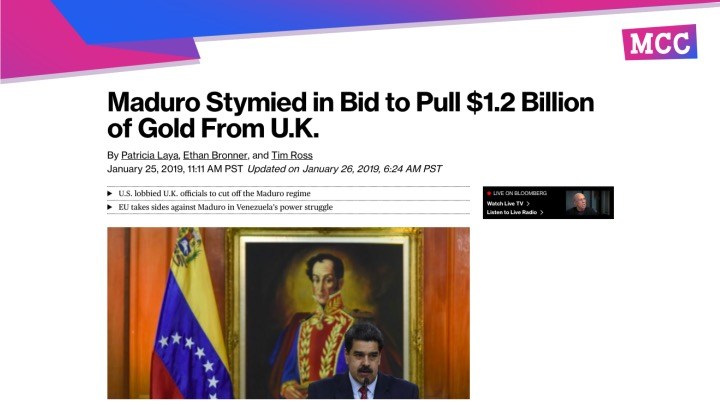 MCC
Maduro Stymied in Bid to Pull $1.2 Billion
of Gold From U.K.
By Patricia Laya, Ethan Bronner, and Tim Ross
January 25, 2019, 11:11 AM PST Updated on January 26, 2019, 6:24 AM PST
▶ U.S. lobbied U.K. officials to cut off the Maduro regime
▶ EU takes sides against Maduro in Venezuela's power struggle
LIVE ON BLOOMBERG
Watch Live TV >
Listen to Live Radio >